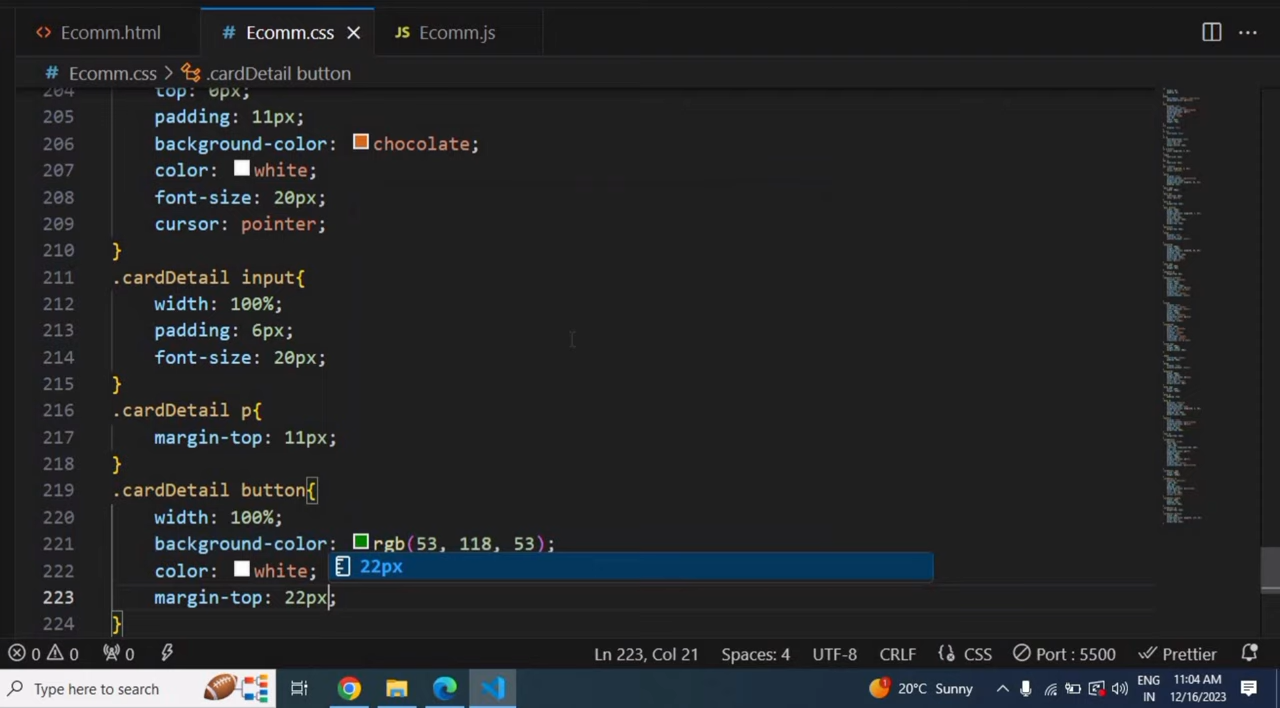 Ecomm.html
# Ecomm.css
JS Ecomm.js
# Ecomm.css > .cardDetail button
204 top: 0px;
205 padding: 11px;
206 background-color: chocolate;
207 color: white;
208 font-size: 20px;
209 cursor: pointer;
210 }
211 .cardDetail input{
212 width: 100%;
213 padding: 6px;
214 font-size: 20px;
215 }
216 .cardDetail p{
217 margin-top: 11px;
218 }
219 .cardDetail button{
220 width: 100%;
221 background-color: rgb(53, 118, 53);
22px
222 color: white;
223 margin-top: 22px;
224 }
0 0 0 Ln 223, Col 21 Spaces: 4 UTF-8 CRLF {} CSS Port : 5500 Prettier
Type here to search 1 20°C Sunny ENG 11:04 AM
IN 12/16/2023